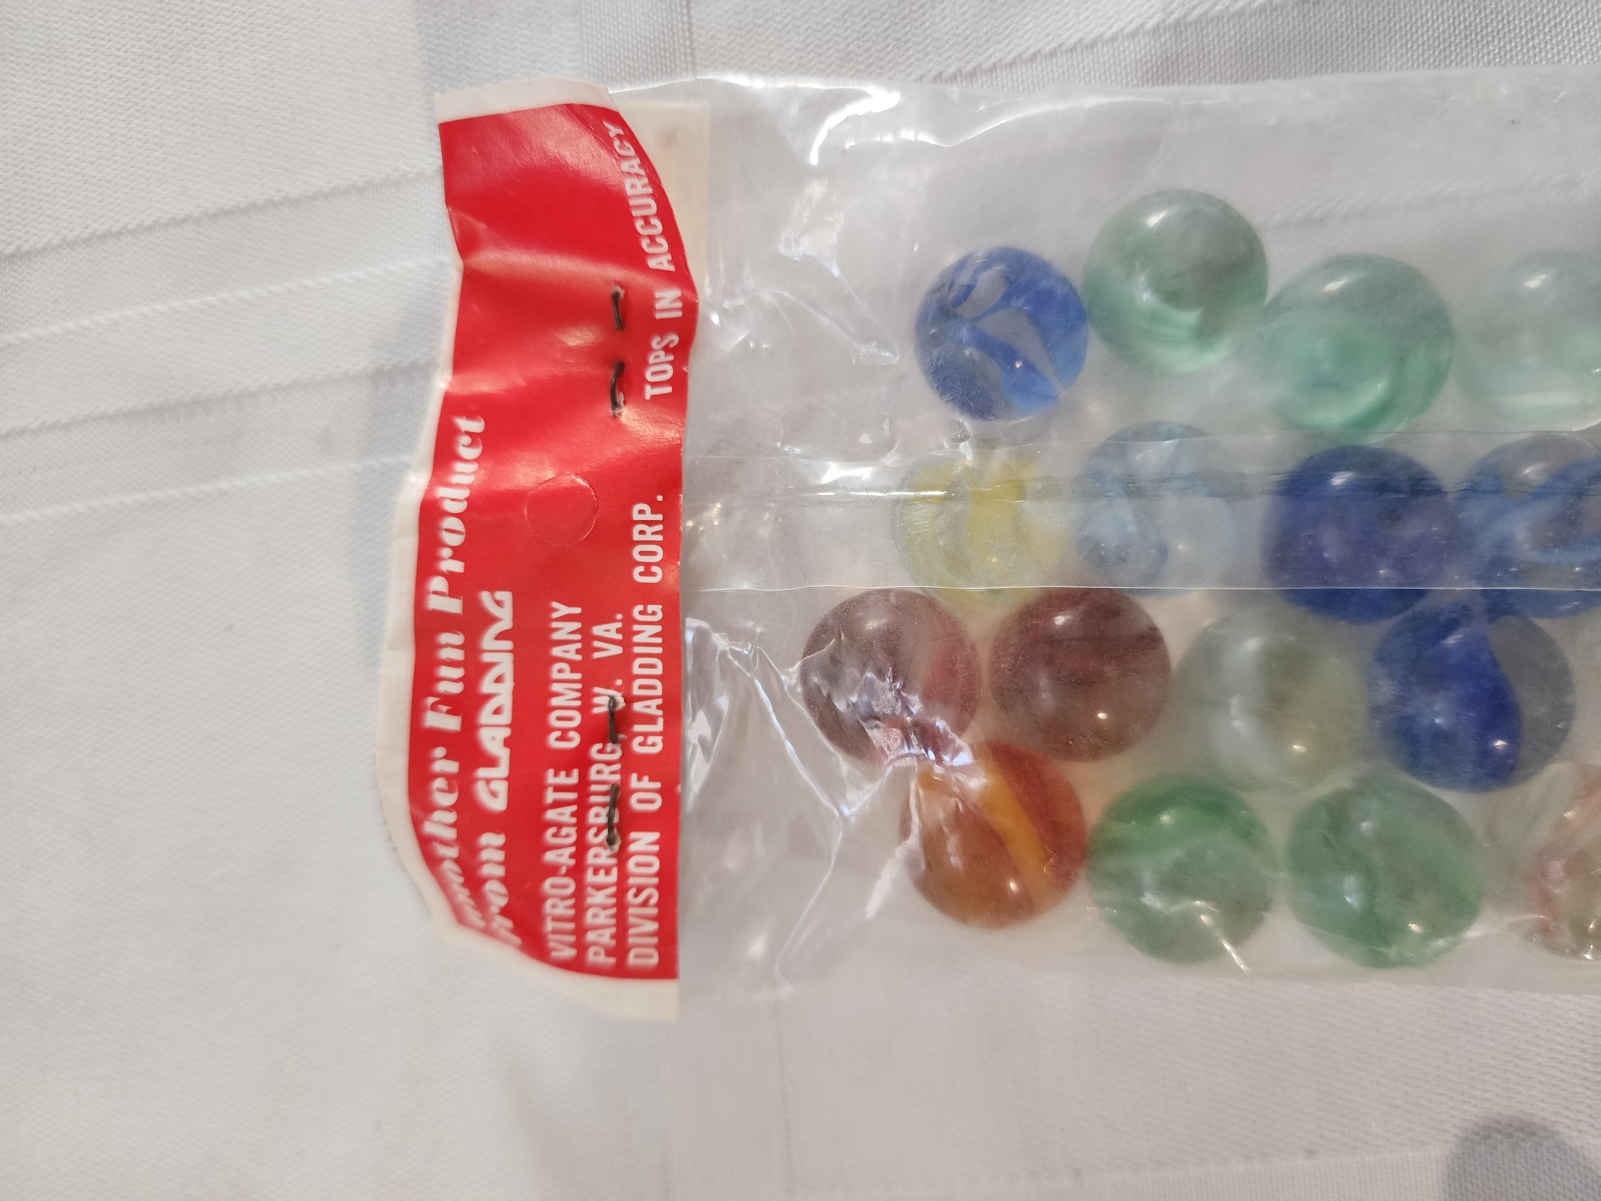 Another Fun Product
from GLADDING
VITRO-AGATE COMPANY
PARKERSBURG, W. VA.
DIVISION OF GLADDING CORP.
TOPS IN ACCURACY